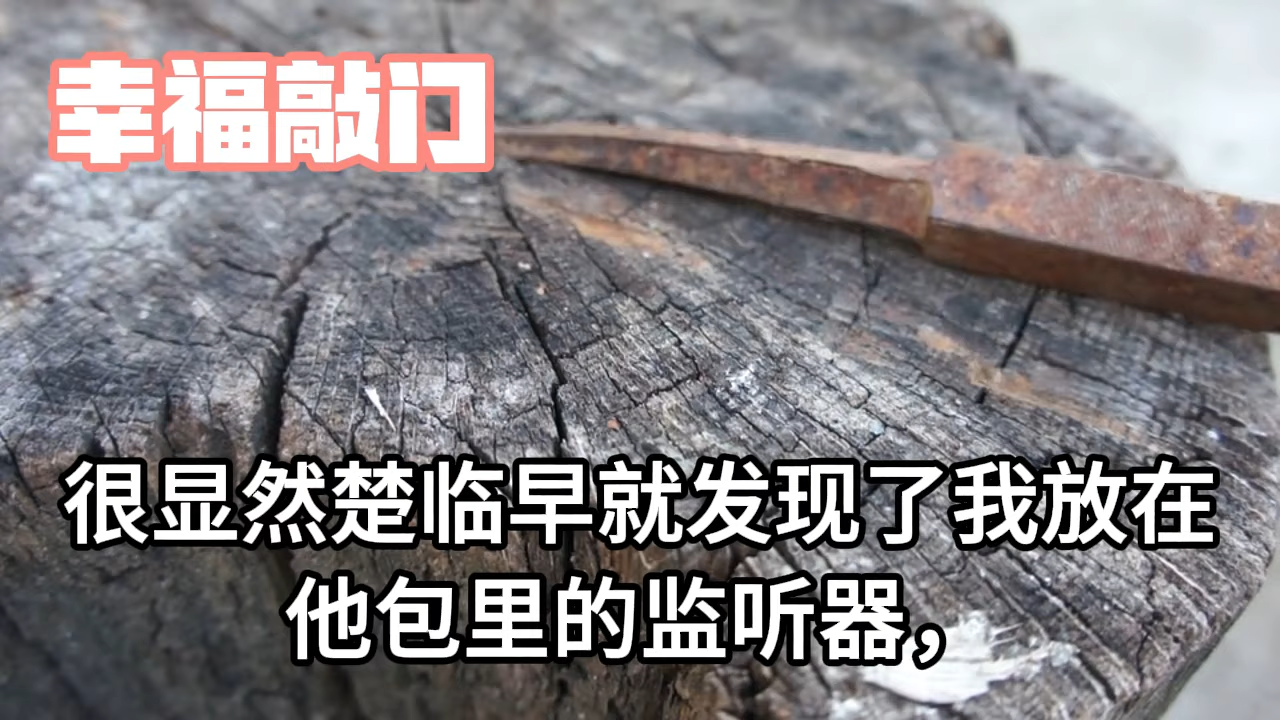 幸福敲门
很显然楚临早就发现了我放在
他包里的监听器，